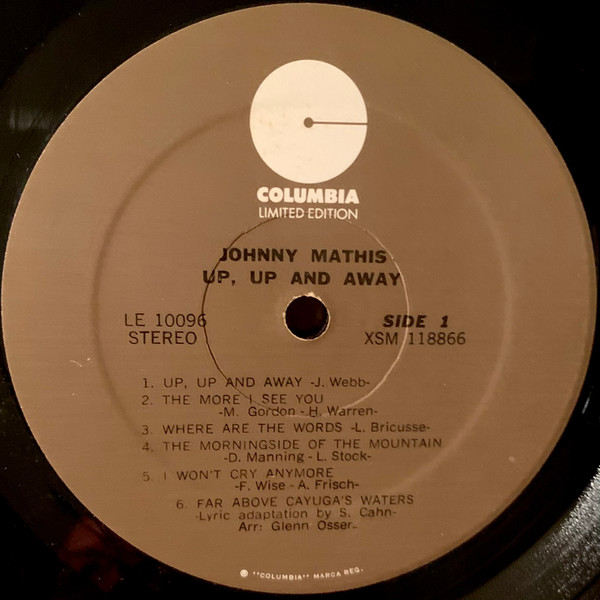 COLUMBIA
LIMITED EDITION
JOHNNY MATHIS
UP, UP AND AWAY
LE 10096 SIDE 1
STEREO XSM 118866
1. UP, UP AND AWAY -J. Webb-
2. THE MORE I SEE YOU
-M. Gordon - H. Warren-
3. WHERE ARE THE WORDS -L. Bricusse-
4. THE MORNINGSIDE OF THE MOUNTAIN
-D. Manning - L. Stock-
5. I WON'T CRY ANYMORE
-F. Wise - A. Frisch-
6. FAR ABOVE CAYUGA'S WATERS
-Lyric adaptation by S. Cahn-
Arr: Glenn Osser
"COLUMBIA" MARCA REG.